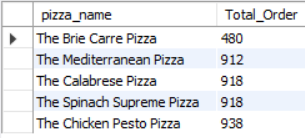 pizza_name Total_Order
The Brie Carre Pizza 480
The Mediterranean Pizza 912
The Calabrese Pizza 918
The Spinach Supreme Pizza 918
The Chicken Pesto Pizza 938